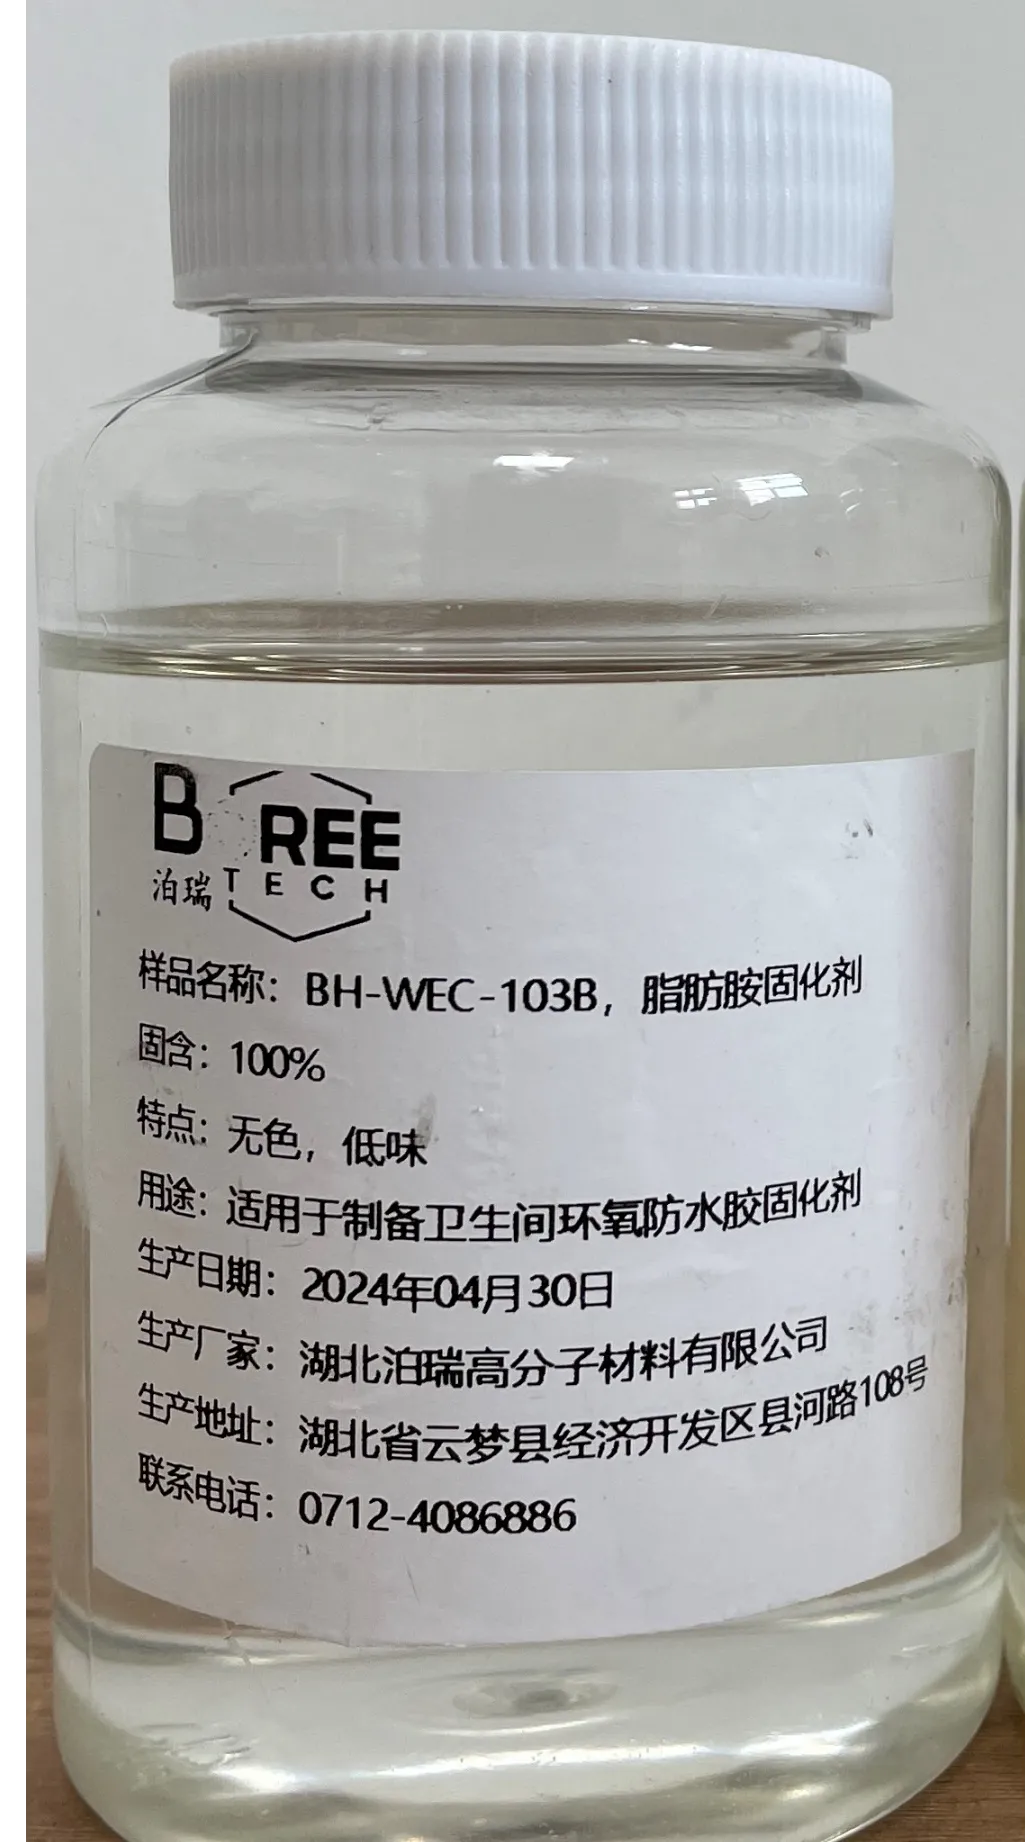 B REE
泊瑞 TECH
样品名称：BH-WEC-103B，脂肪胺固化剂
固含：100%
特点：无色，低味
用途：适用于制备卫生间环氧防水胶固化剂
生产日期：2024年04月30日
生产厂家：湖北泊瑞高分子材料有限公司
生产地址：湖北省云梦县经济开发区县河路108号
联系电话：0712-4086886